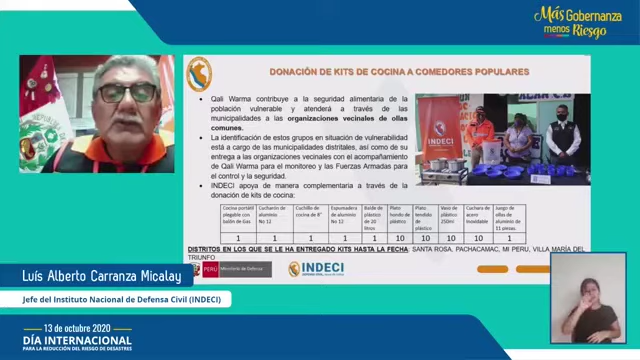 Más Gobernanza
menos Riesgo
DONACIÓN DE KITS DE COCINA A COMEDORES POPULARES
• Qali Warma contribuye a la seguridad alimentaria de la
población vulnerable y atenderá a través de las
municipalidades a las organizaciones vecinales de ollas
comunes.
• La identificación de estos grupos en situación de vulnerabilidad
está a cargo de las municipalidades distritales, así como de su
entrega a las organizaciones vecinales con el acompañamiento
de Qali Warma para el monitoreo y las Fuerzas Armadas para
el control y la seguridad.
• INDECI apoya de manera complementaria a través de la
donación de kits de cocina:
INDECI
Cocina portátil plegable con balón de Gas
Cucharón de aluminio No 12
Cuchillo de cocina de 8"
Espumadera de aluminio No 12
Balde de plástico de 20 litros
Plato hondo de plástico
Plato tendido de plástico
Vaso de plástico 250ml
Cuchara de acero inoxidable
Juego de ollas de aluminio de 11 piezas
1 1 1 1 1 10 10 10 10 1
DISTRITOS EN LOS QUE SE LE HA ENTREGADO KITS HASTA LA FECHA: SANTA ROSA, PACHACAMAC, MI PERU, VILLA MARÍA DEL
TRIUNFO
PERÚ Ministerio de Defensa INDECI
Luís Alberto Carranza Micalay
Jefe del Instituto Nacional de Defensa Civil (INDECI)
13 de octubre 2020
DÍA INTERNACIONAL
PARA LA REDUCCIÓN DEL RIESGO DE DESASTRES